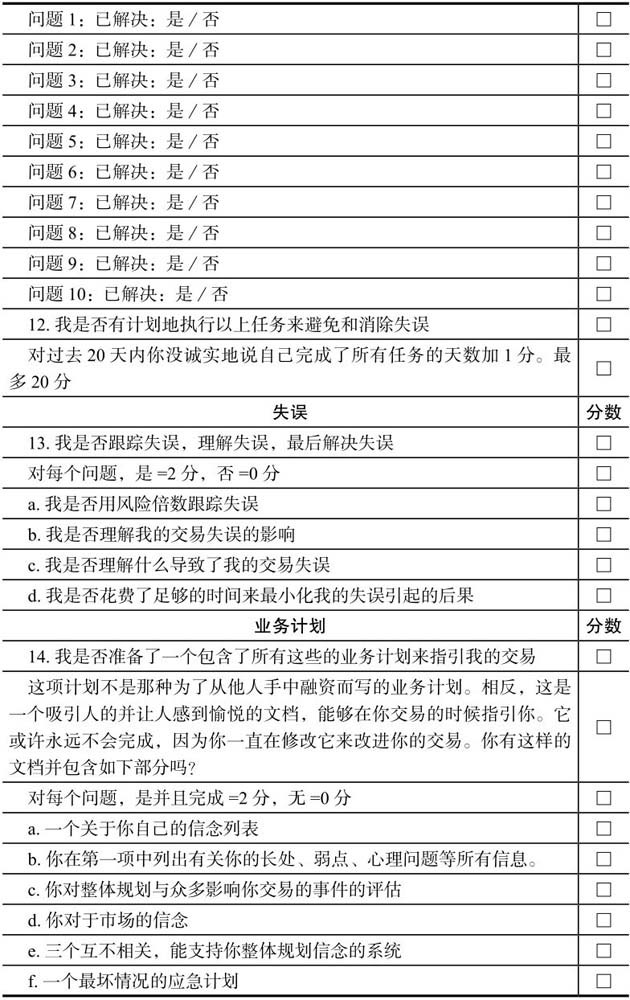 问题 1：已解决：是／否 □
问题 2：已解决：是／否 □
问题 3：已解决：是／否 □
问题 4：已解决：是／否 □
问题 5：已解决：是／否 □
问题 6：已解决：是／否 □
问题 7：已解决：是／否 □
问题 8：已解决：是／否 □
问题 9：已解决：是／否 □
问题 10：已解决：是／否 □
12. 我是否有计划地执行以上任务来避免和消除失误 □
对过去 20 天内你没诚实地说自己完成了所有任务的天数加 1 分。最
多 20 分 □
失误 分数
13. 我是否跟踪失误，理解失误，最后解决失误 □
对每个问题，是 =2 分，否 =0 分 □
a. 我是否用风险倍数跟踪失误 □
b. 我是否理解我的交易失误的影响 □
c. 我是否理解什么导致了我的交易失误 □
d. 我是否花费了足够的时间来最小化我的失误引起的后果 □
业务计划 分数
14. 我是否准备了一个包含了所有这些的业务计划来指引我的交易 □
这项计划不是那种为了从他人手中融资而写的业务计划。相反，这是
一个吸引人的并让人感到愉悦的文档，能够在你交易的时候指引你。它
或许永远不会完成，因为你一直在修改它来改进你的交易。你有这样的
文档并包含如下部分吗？ □
对每个问题，是并且完成 =2 分，无 =0 分 □
a. 一个关于你自己的信念列表 □
b. 你在第一项中列出有关你的长处、弱点、心理问题等所有信息。 □
c. 你对整体规划与众多影响你交易的事件的评估 □
d. 你对于市场的信念 □
e. 三个互不相关，能支持你整体规划信念的系统 □
f. 一个最坏情况的应急计划 □